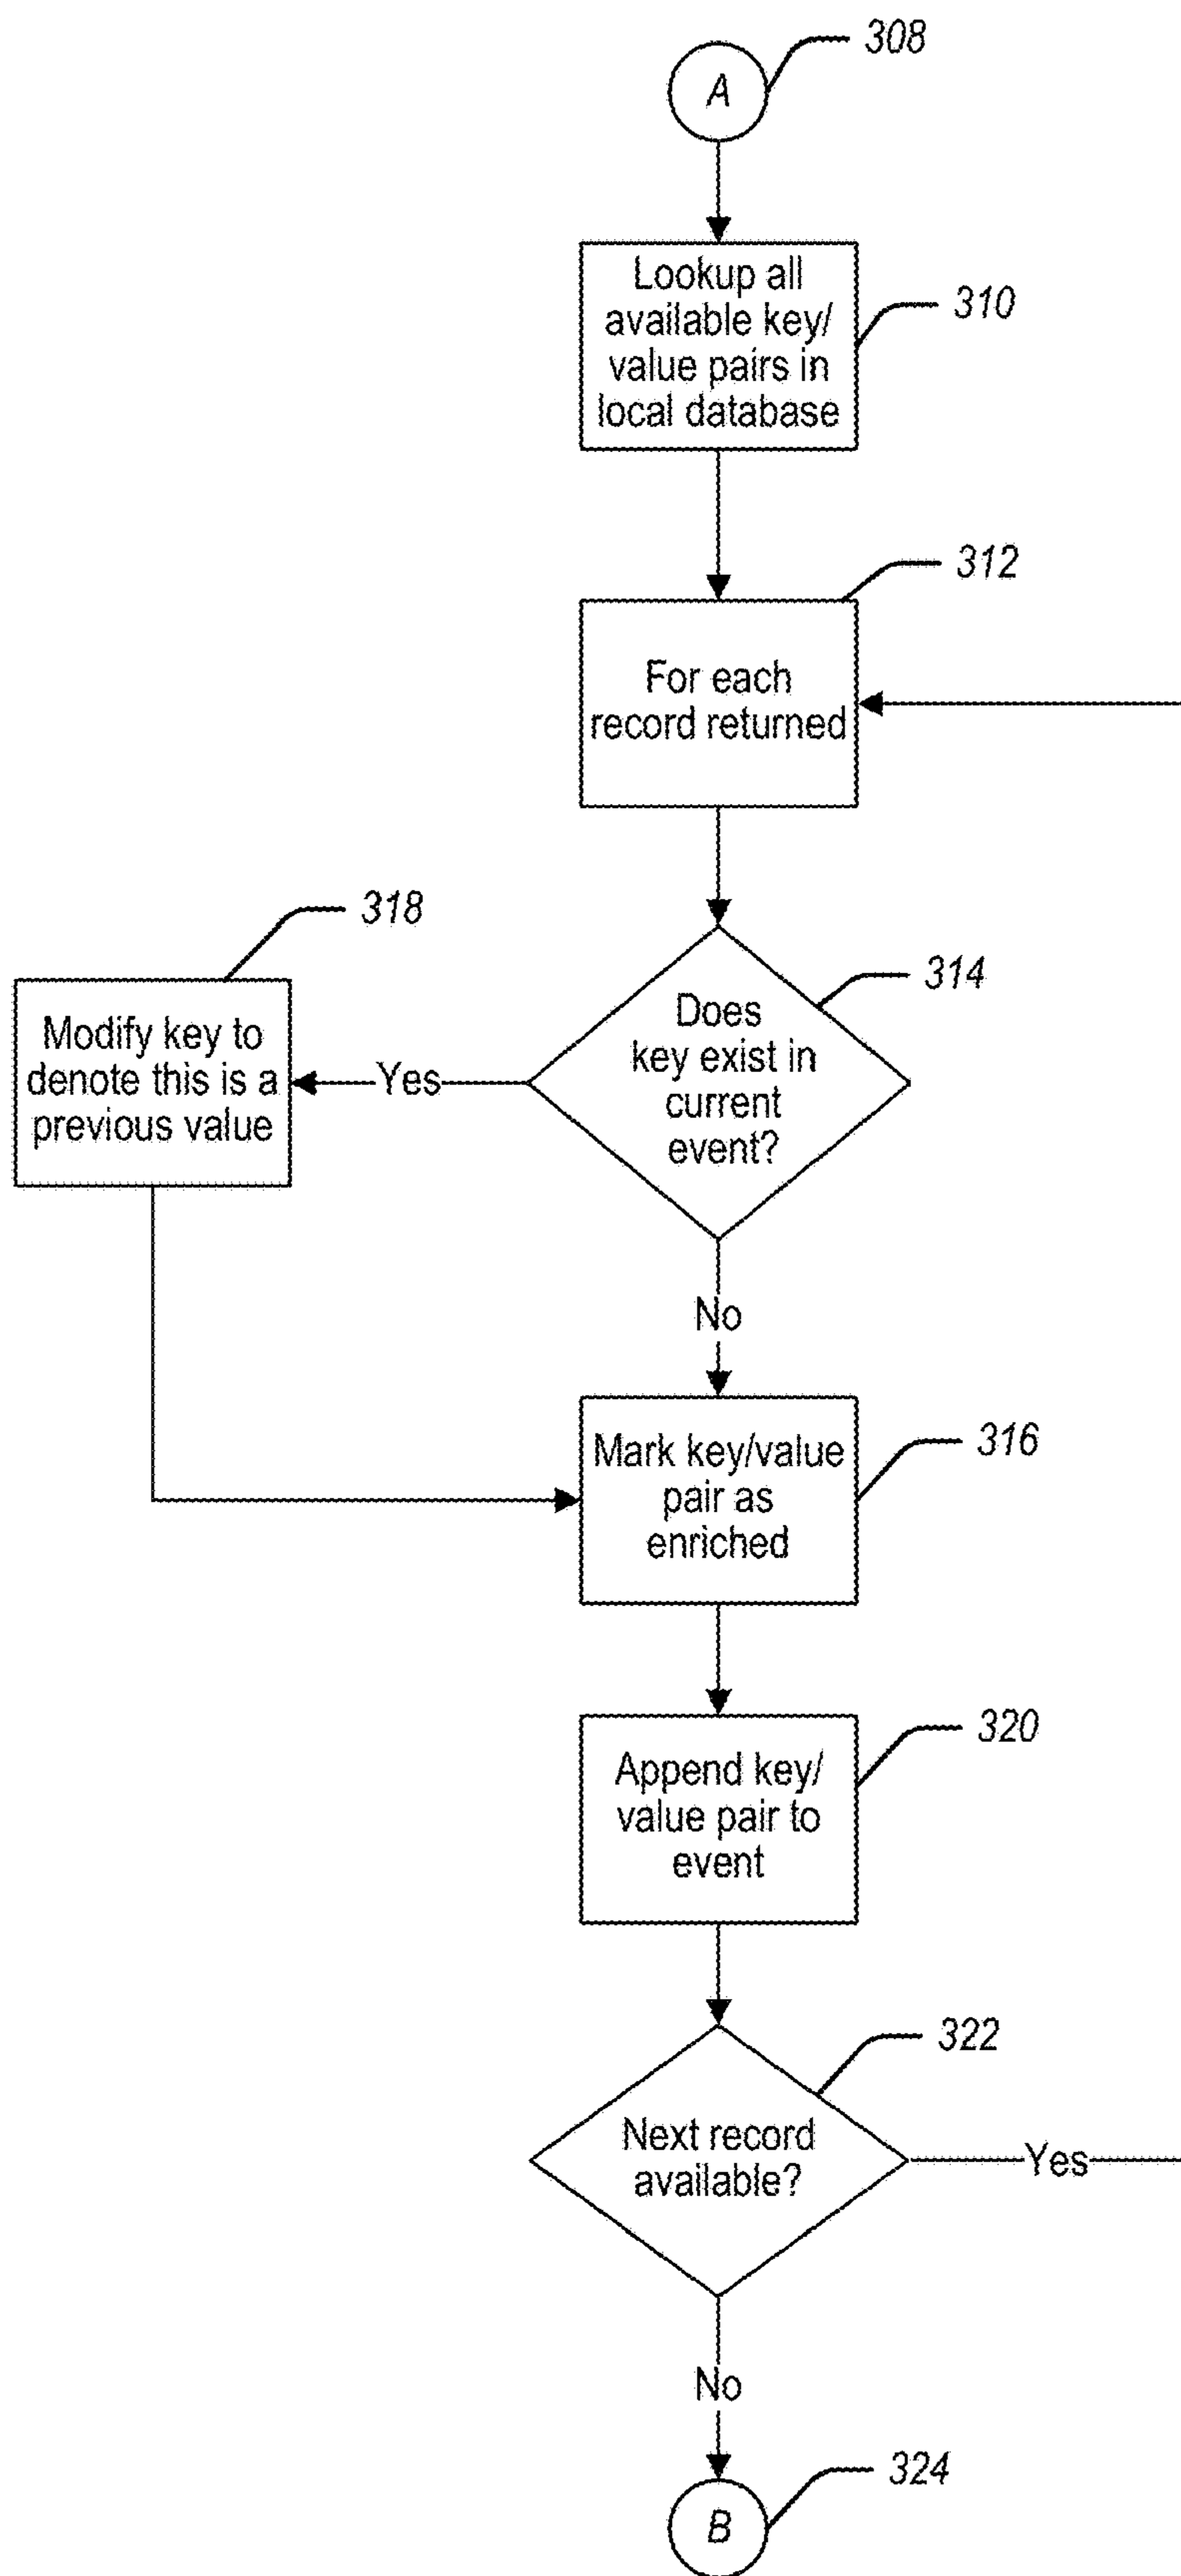 308
A
Lookup all
available key/
value pairs in
local database
310
312
For each
record returned
318
314
Modify key to
denote this is a
previous value
Yes
Does
key exist in
current
event?
No
Mark key/value
pair as
enriched
316
320
Append key/
value pair to
event
322
Next record
available?
Yes
No
324
B